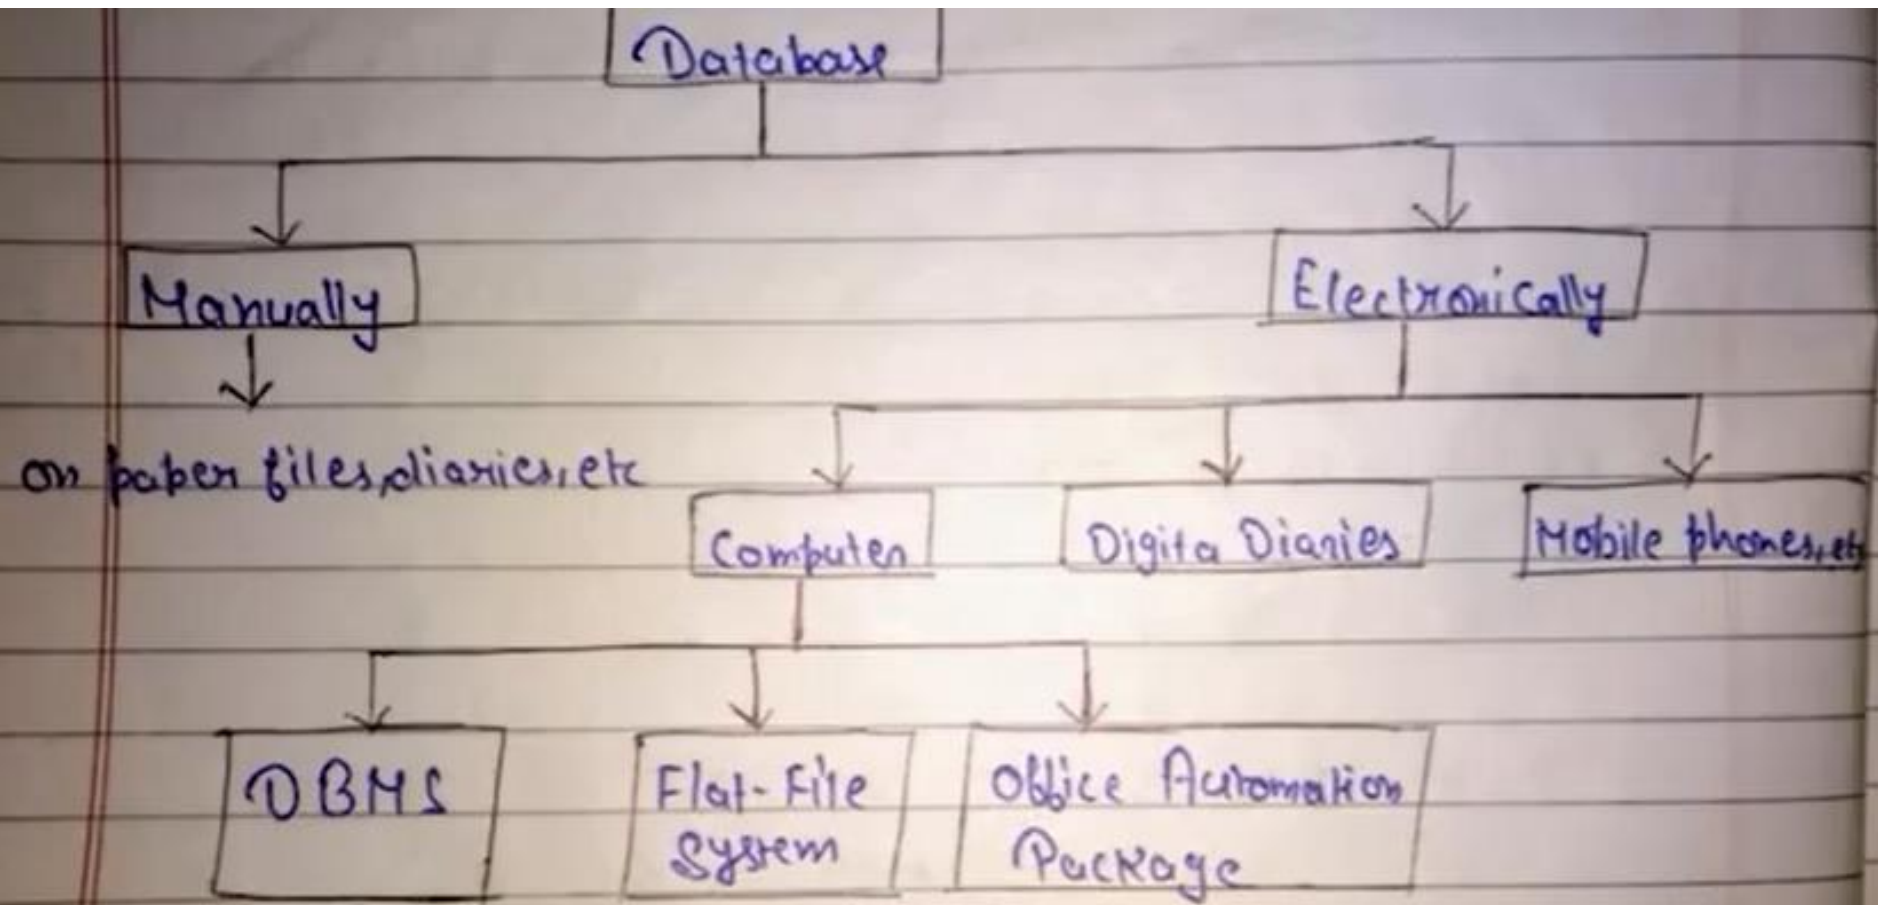 Database
Manually
Electronically
on paper files, diaries, etc
Computer
Digita Diaries
Mobile phones, etc
DBMS
Flat-File
System
Office Automation
Package